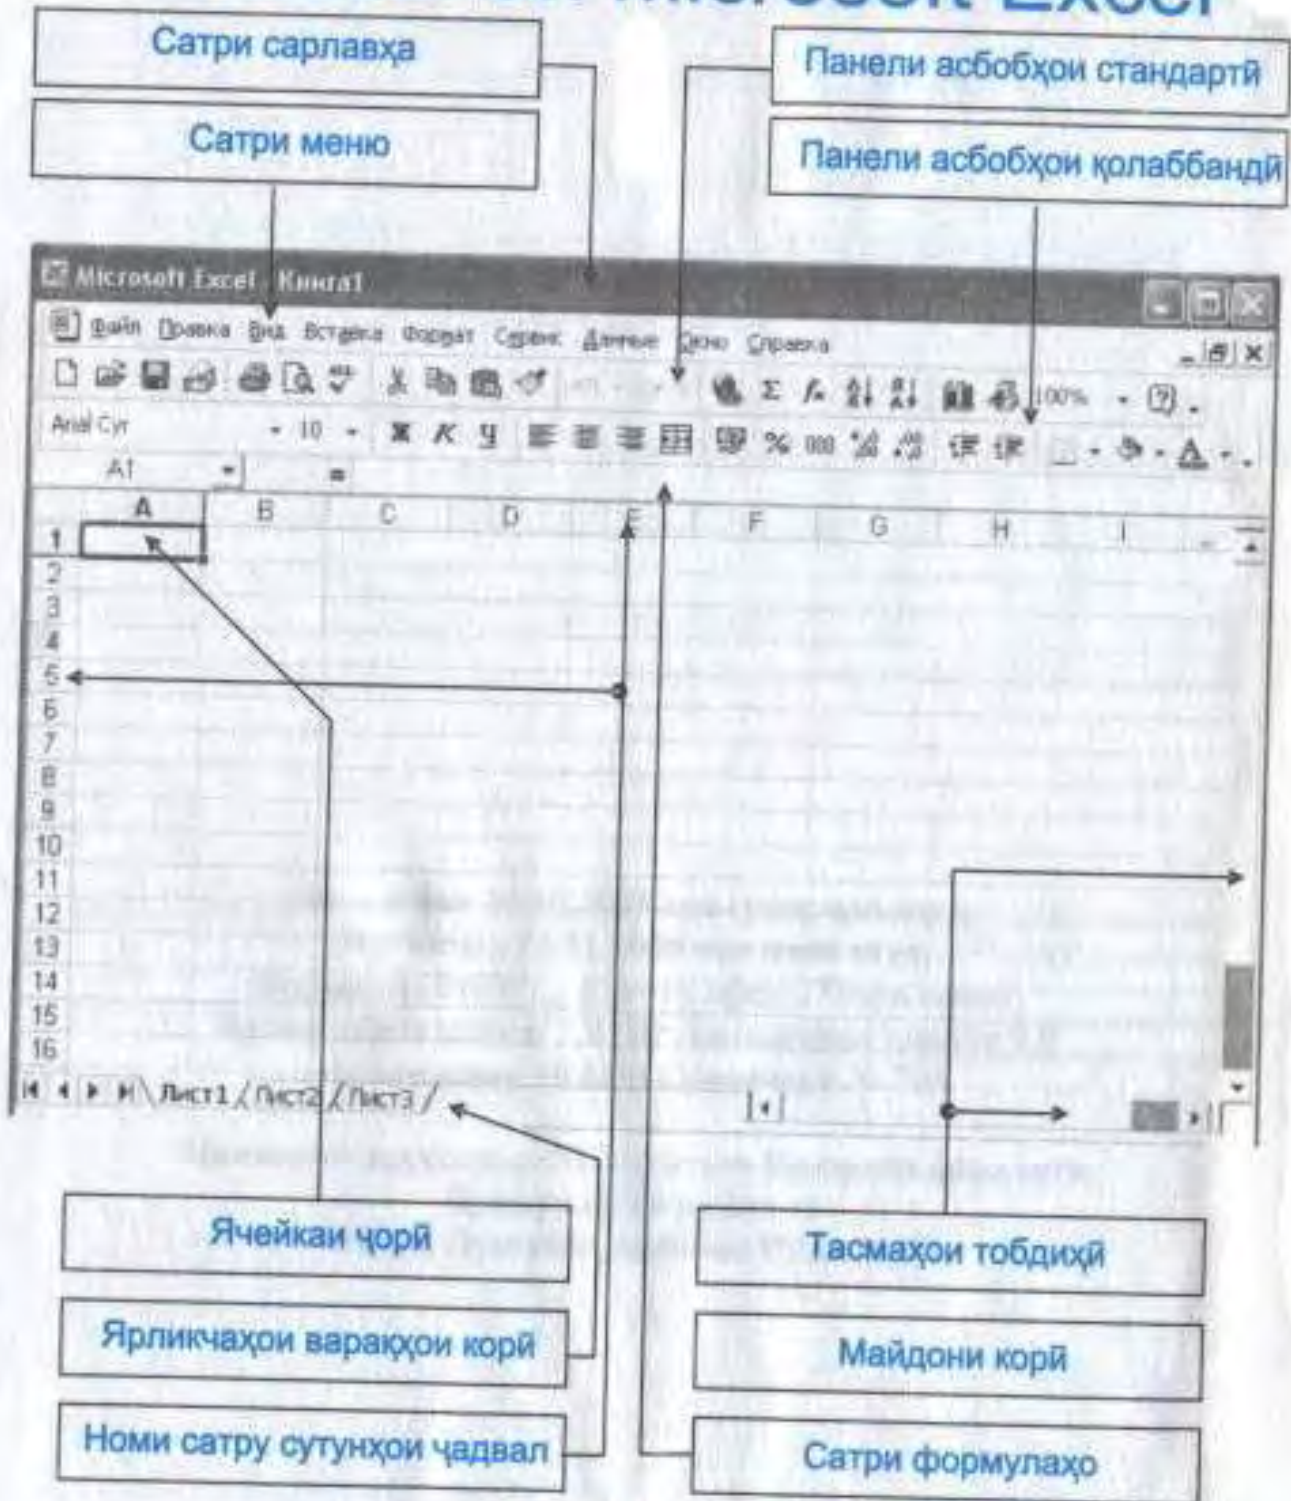 Microsoft Excel
Сатри сарлавҳа
Панели асбобҳои стандартӣ
Сатри меню
Панели асбобҳои қолаббандӣ
Microsoft Excel - Книга1
Файл Правка Вид Вставка Формат Сервис Данные Окно Справка
100%
Arial Cyr 10 Ж К Ч % 000
A1 =
A B C D E F G H I
1
2
3
4
5
6
7
8
9
10
11
12
13
14
15
16
Лист1 Лист2 Лист3
Ячейкаи ҷорӣ
Тасмаҳои тобдиҳӣ
Ярликчаҳои варақҳои корӣ
Майдони корӣ
Номи сатру сутунҳои ҷадвал
Сатри формулаҳо